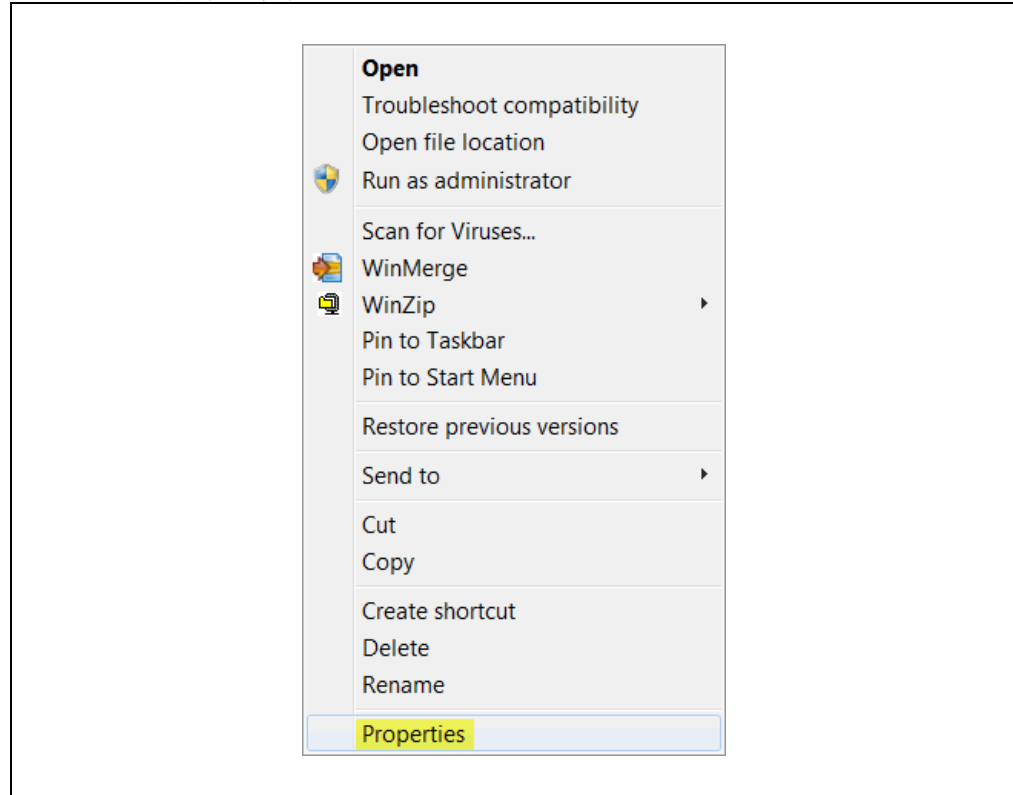 Open
Troubleshoot compatibility
Open file location
Run as administrator
Scan for Viruses...
WinMerge
WinZip
Pin to Taskbar
Pin to Start Menu
Restore previous versions
Send to
Cut
Copy
Create shortcut
Delete
Rename
Properties